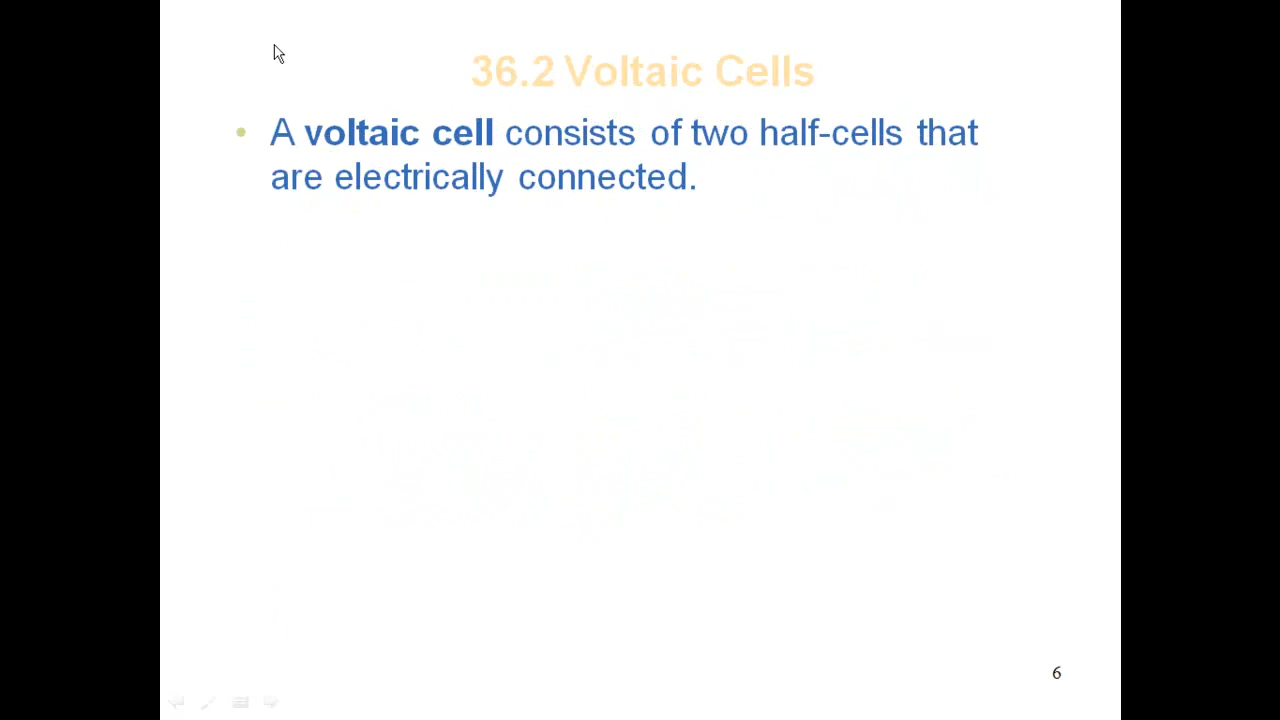 36.2 Voltaic Cells
• A voltaic cell consists of two half-cells that
are electrically connected.
6